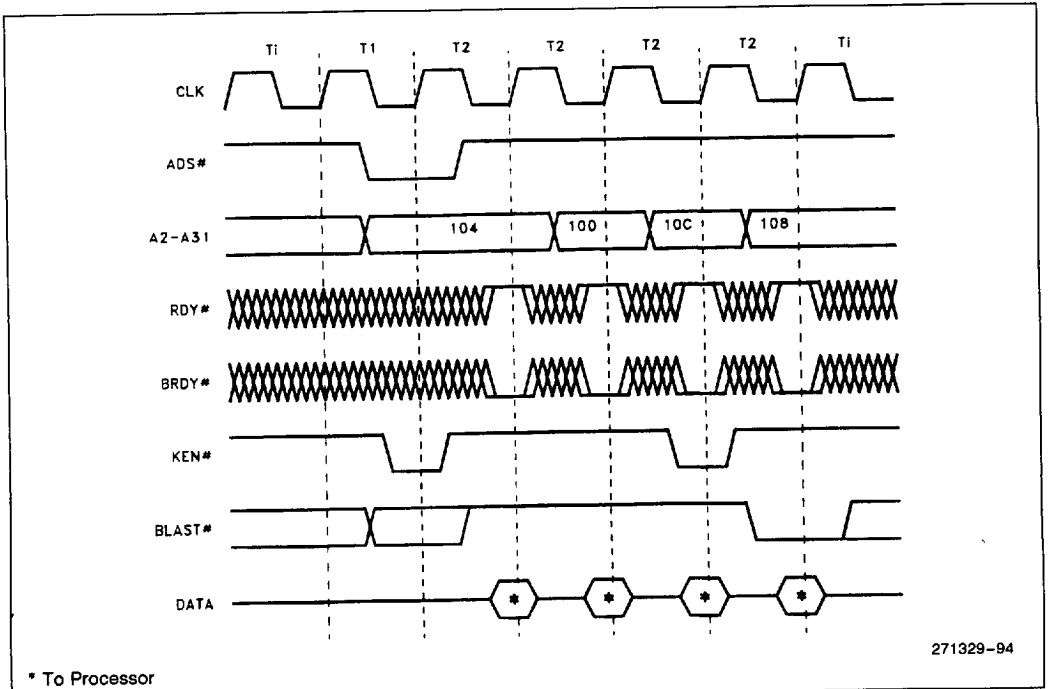 Ti T1 T2 T2 T2 T2 Ti
CLK
ADS#
A2-A31 104 100 10C 108
RDY#
BRDY#
KEN#
BLAST#
DATA * * * *
271329-94
* To Processor